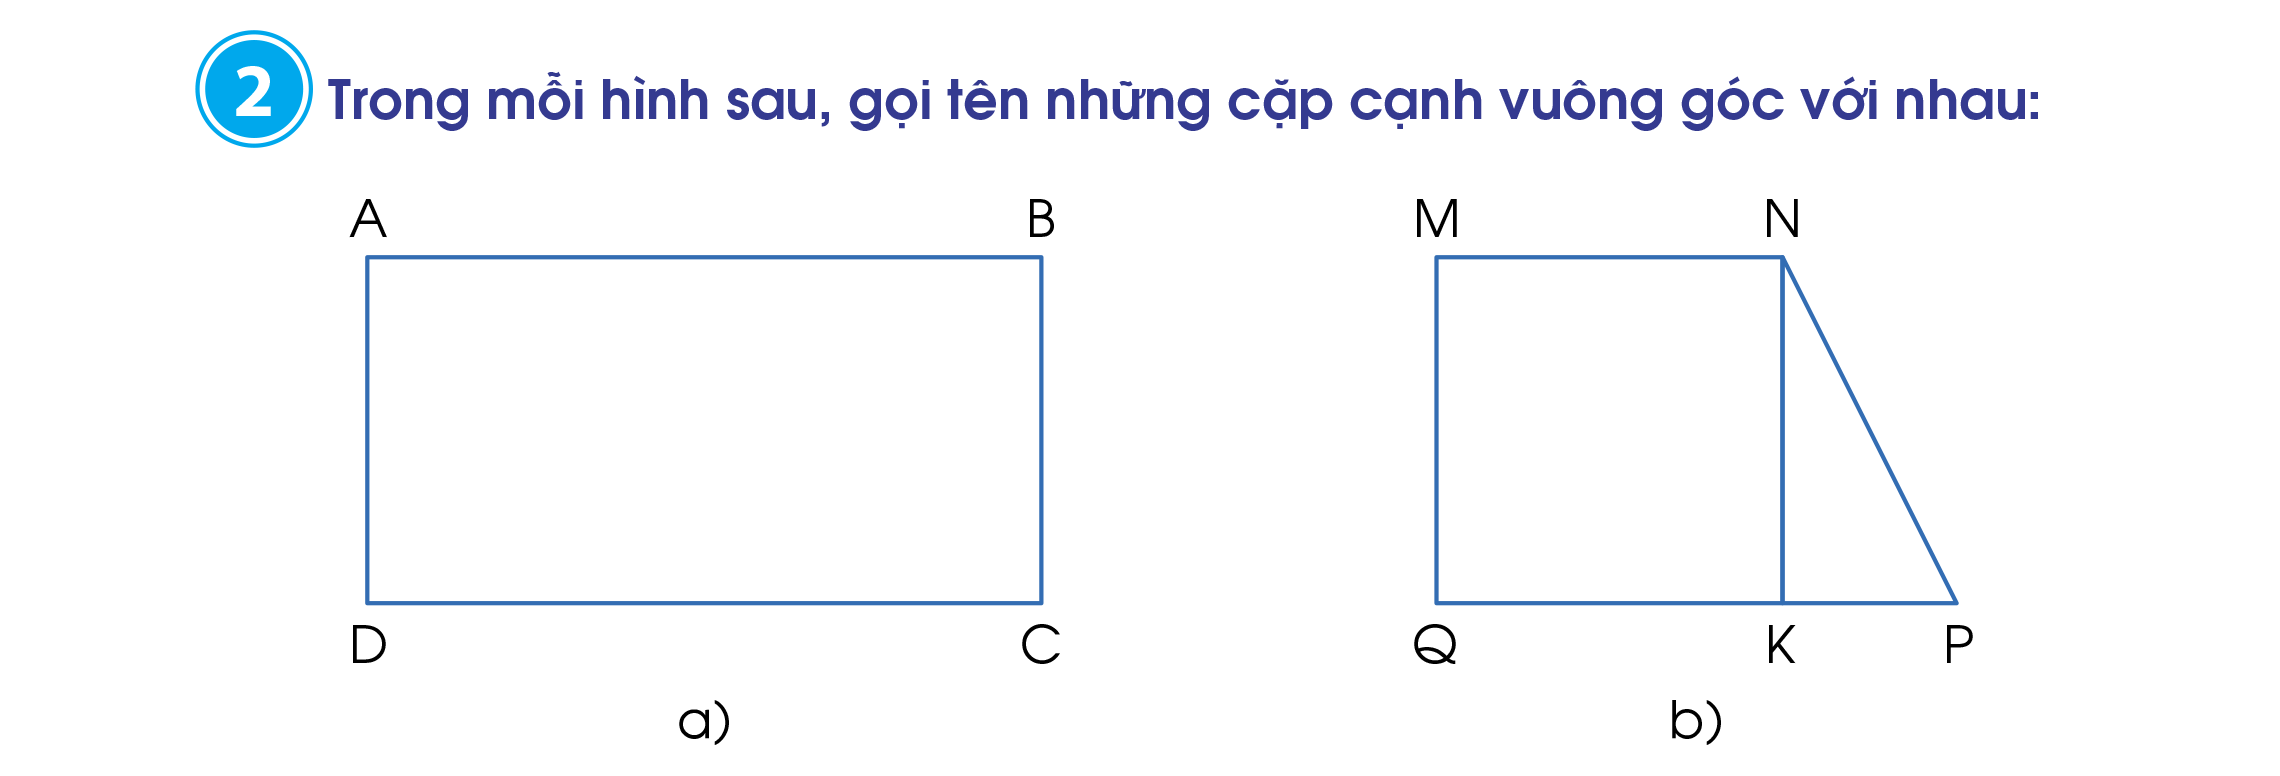 2 Trong mỗi hình sau, gọi tên những cặp cạnh vuông góc với nhau:
A B M N
D C Q K P
a) b)